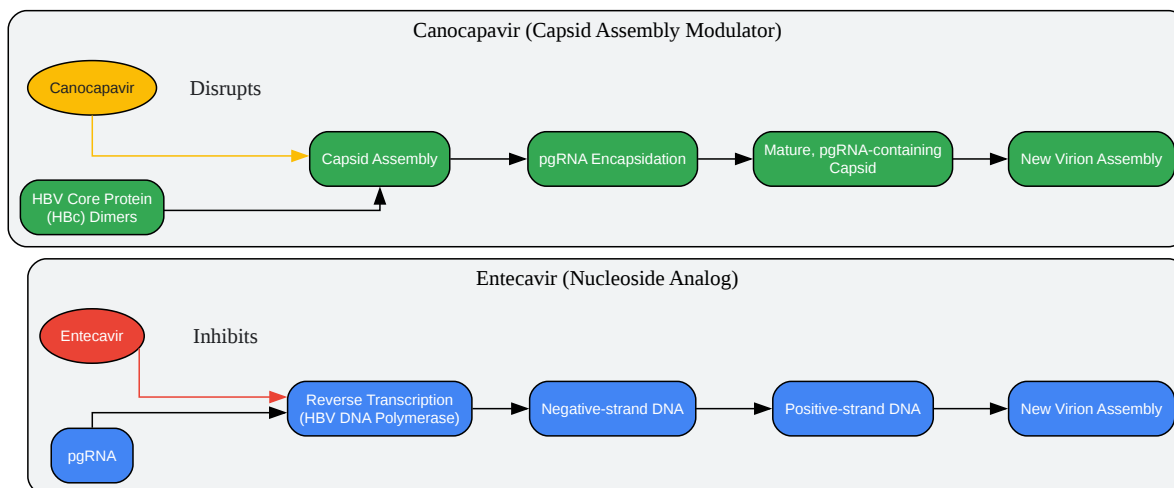 Canocapavir (Capsid Assembly Modulator)
Canocapavir
Disrupts
Capsid Assembly
pgRNA Encapsidation
Mature, pgRNA-containing
Capsid
New Virion Assembly
HBV Core Protein
(HBc) Dimers
Entecavir (Nucleoside Analog)
Entecavir
Inhibits
Reverse Transcription
(HBV DNA Polymerase)
Negative-strand DNA
Positive-strand DNA
New Virion Assembly
pgRNA